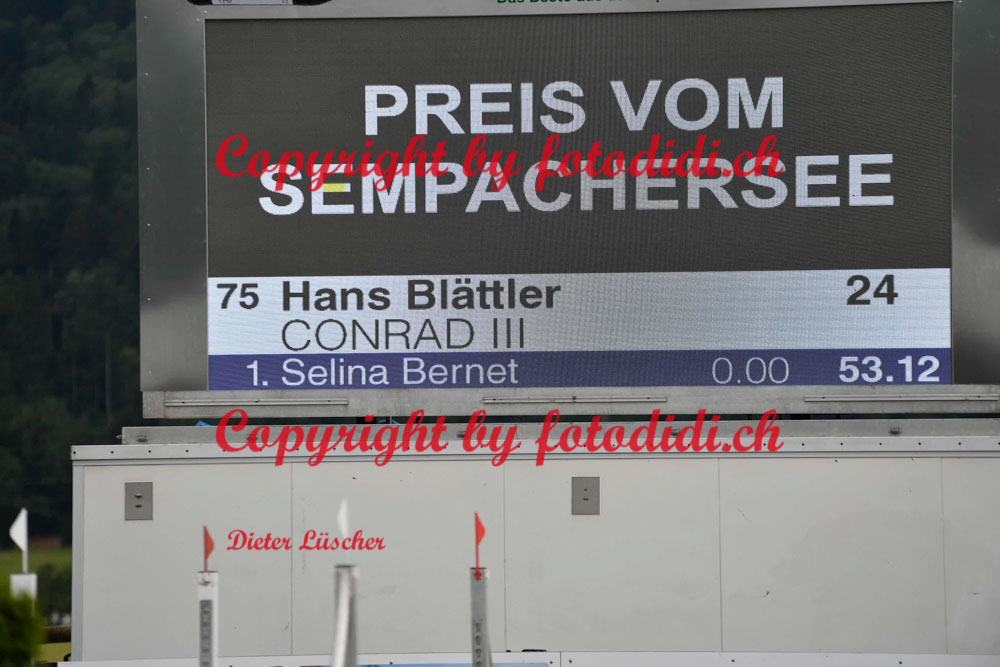 PREIS VOM
Copyright by fotodidi.ch
SEMPACHERSEE
75 Hans Blättler 24
CONRAD III
1. Selina Bernet 0.00 53.12
Copyright by fotodidi.ch
Dieter Lüscher